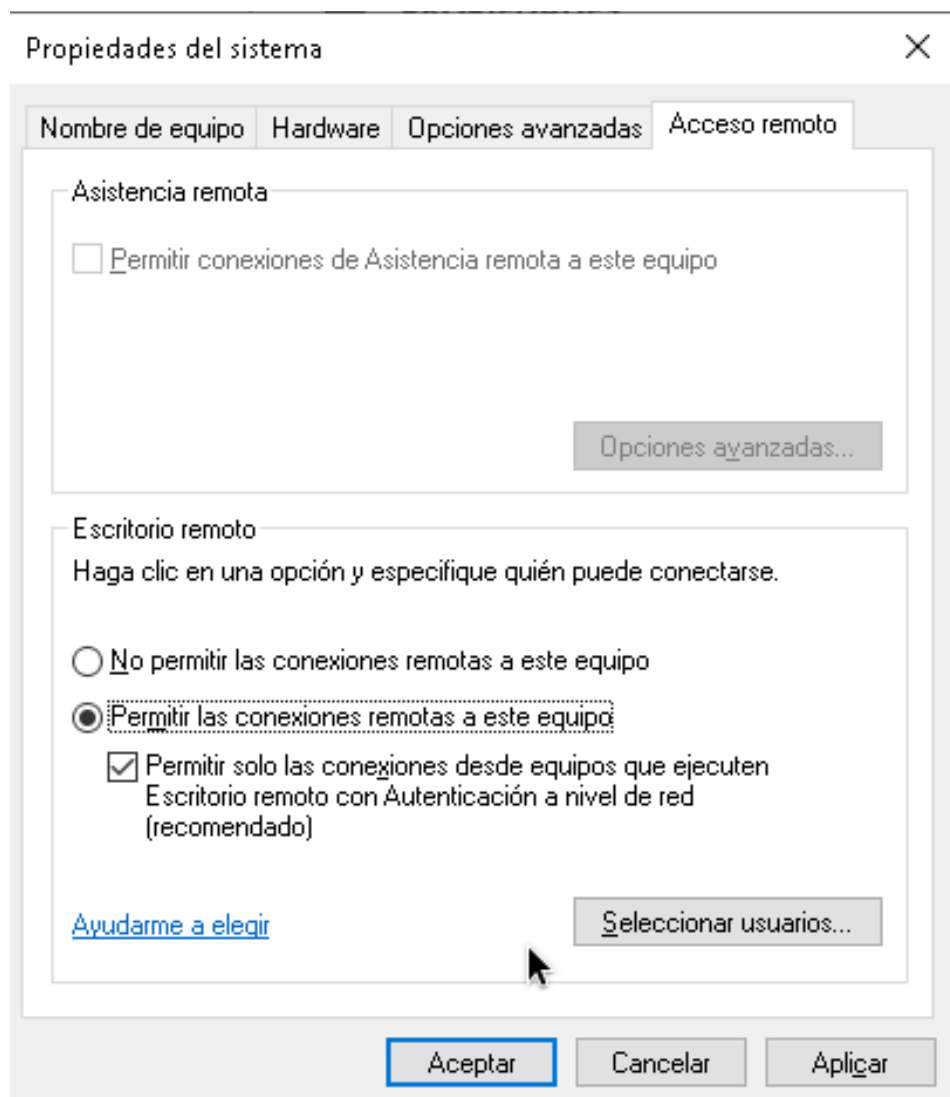 Propiedades del sistema
Nombre de equipo Hardware Opciones avanzadas Acceso remoto
Asistencia remota
Permitir conexiones de Asistencia remota a este equipo
Opciones avanzadas...
Escritorio remoto
Haga clic en una opción y especifique quién puede conectarse.
No permitir las conexiones remotas a este equipo
Permitir las conexiones remotas a este equipo
Permitir solo las conexiones desde equipos que ejecuten
Escritorio remoto con Autenticación a nivel de red
(recomendado)
Ayudarme a elegir Seleccionar usuarios...
Aceptar Cancelar Aplicar